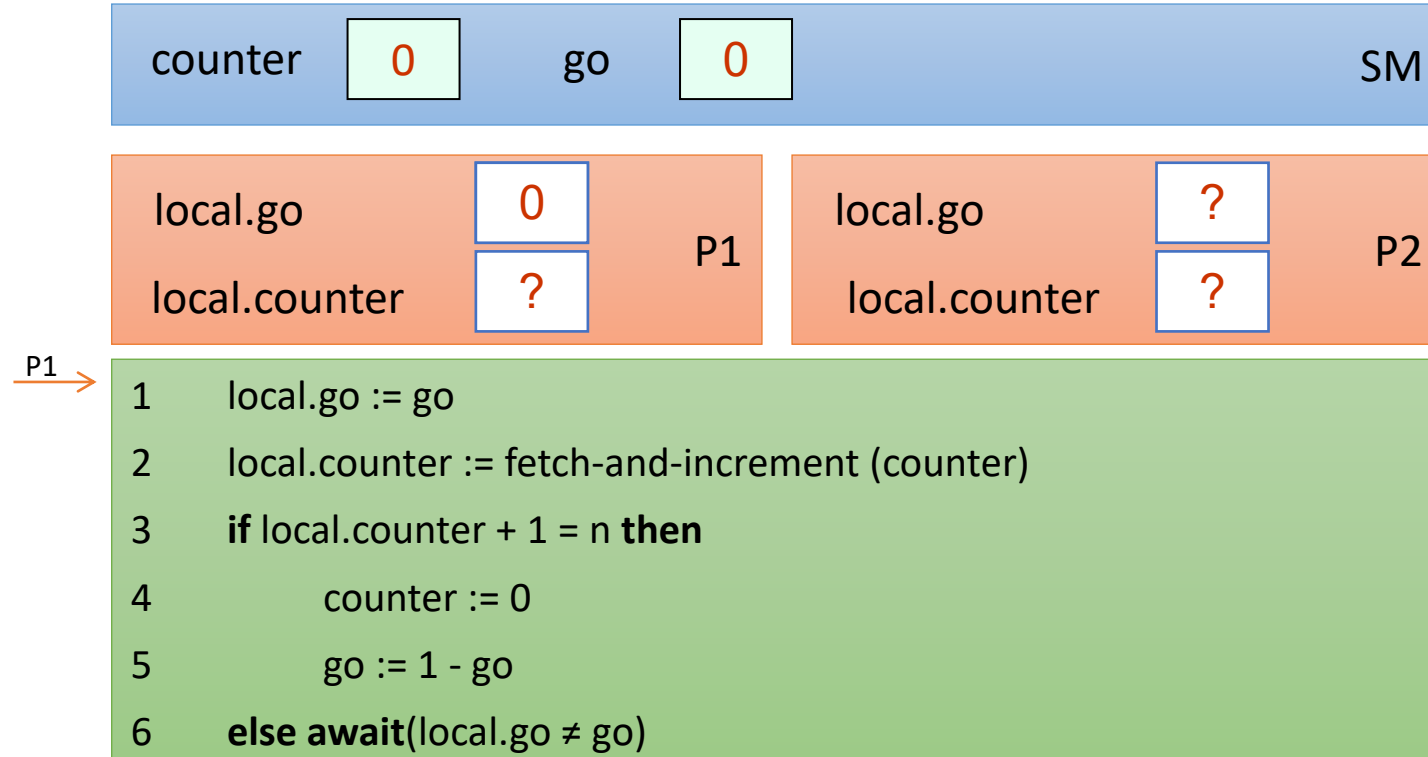 counter 0 go 0 SM
local.go 0 P1 local.go ? P2
local.counter ? local.counter ?
P1
1 local.go := go
2 local.counter := fetch-and-increment (counter)
3 if local.counter + 1 = n then
4 counter := 0
5 go := 1 - go
6 else await(local.go ≠ go)